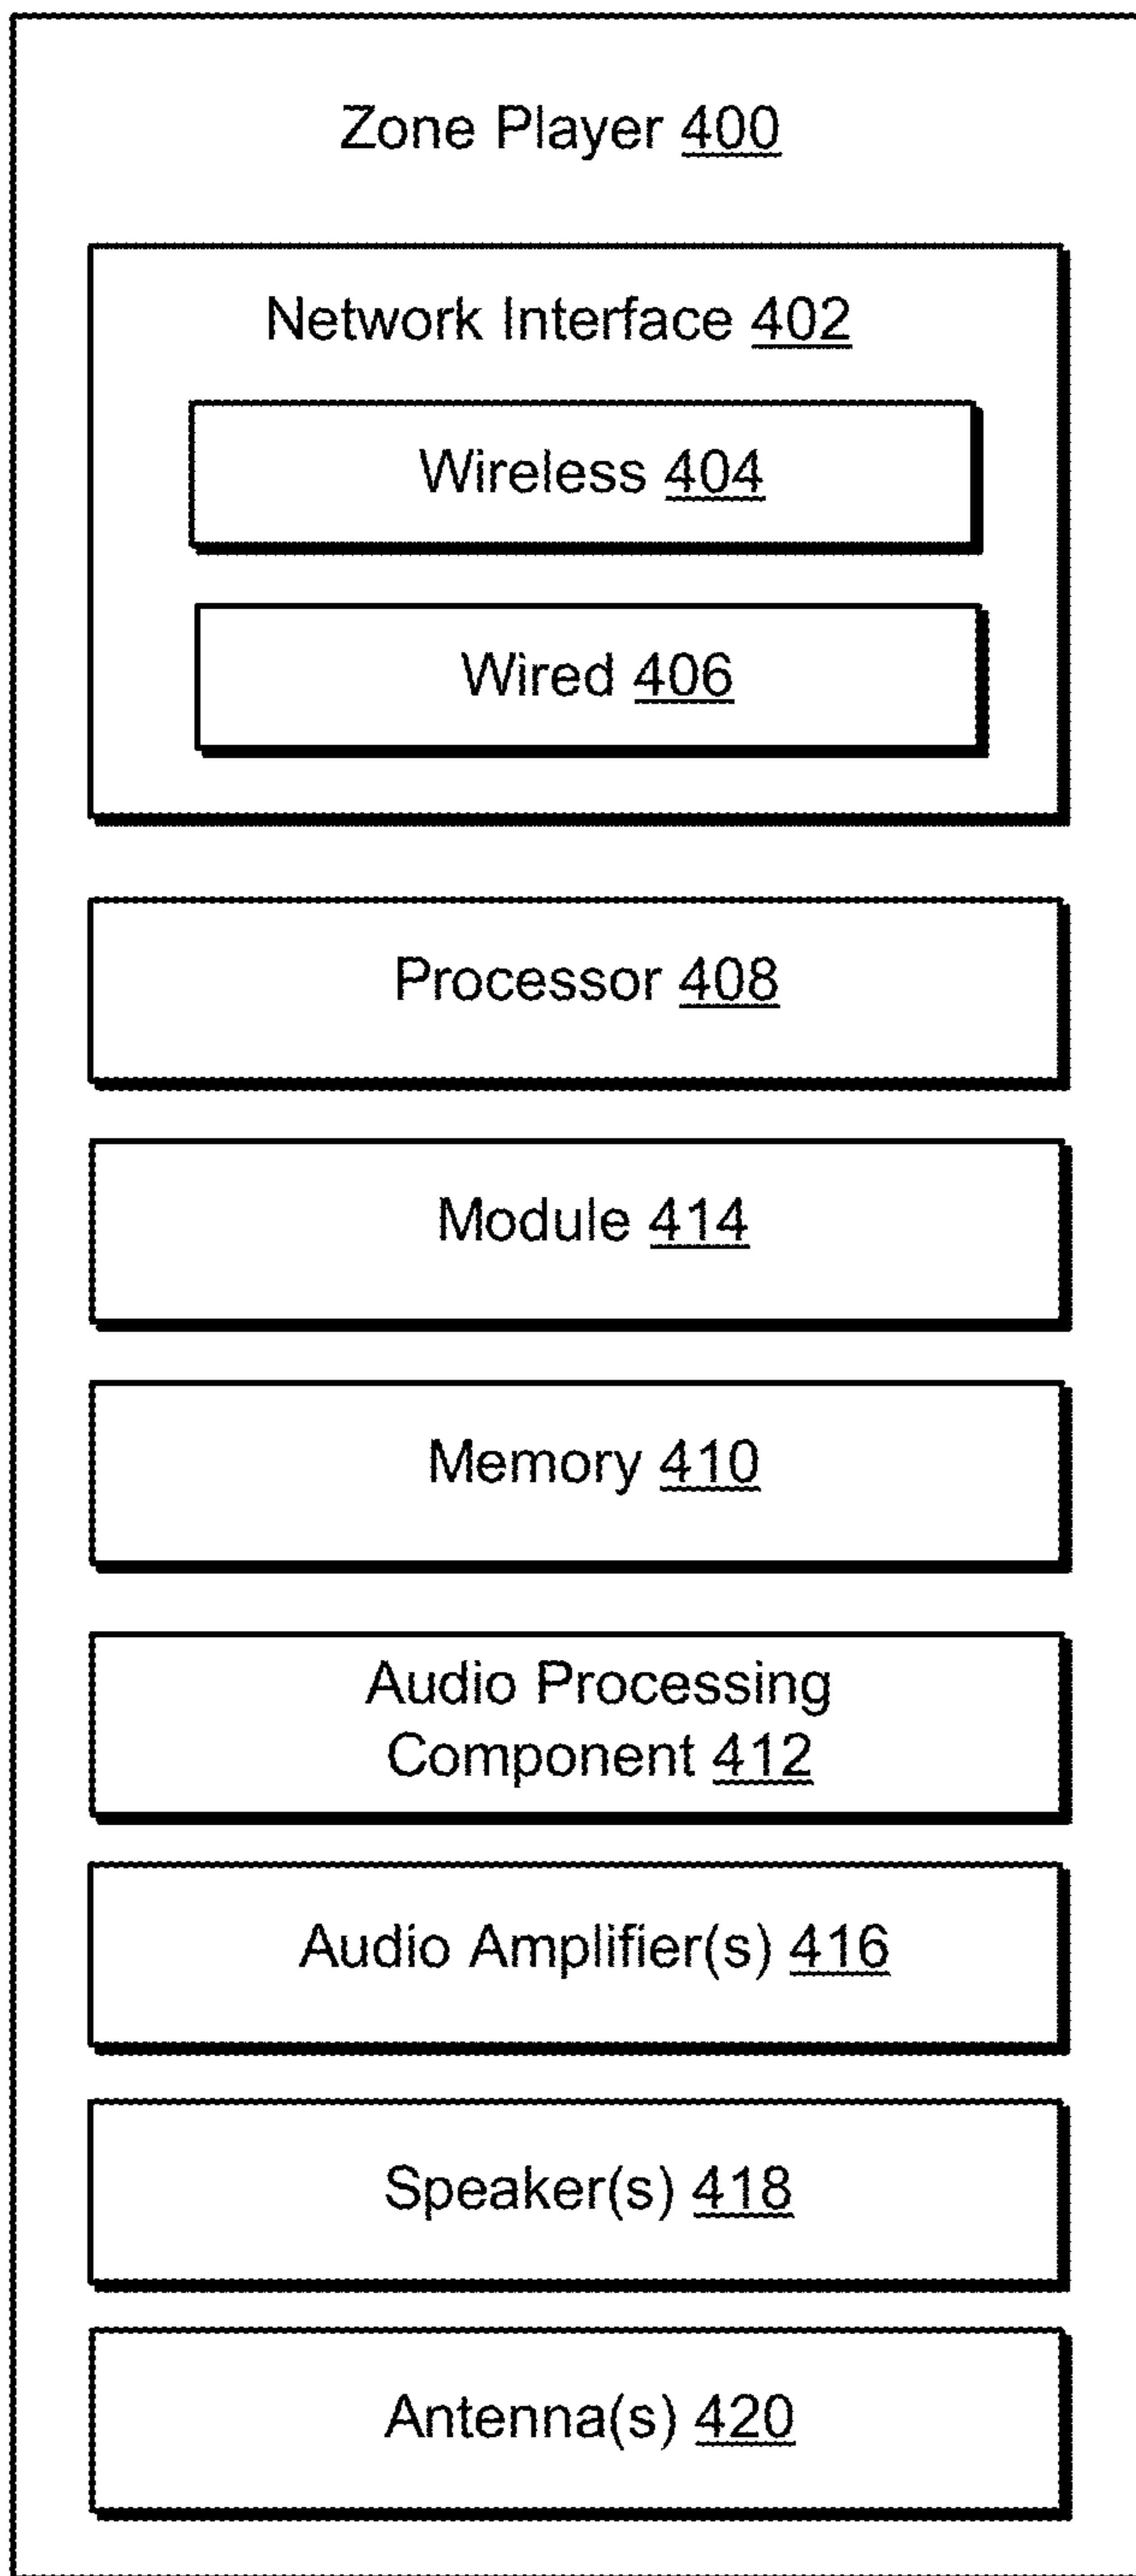 Zone Player 400
Network Interface 402
Wireless 404
Wired 406
Processor 408
Module 414
Memory 410
Audio Processing
Component 412
Audio Amplifier(s) 416
Speaker(s) 418
Antenna(s) 420